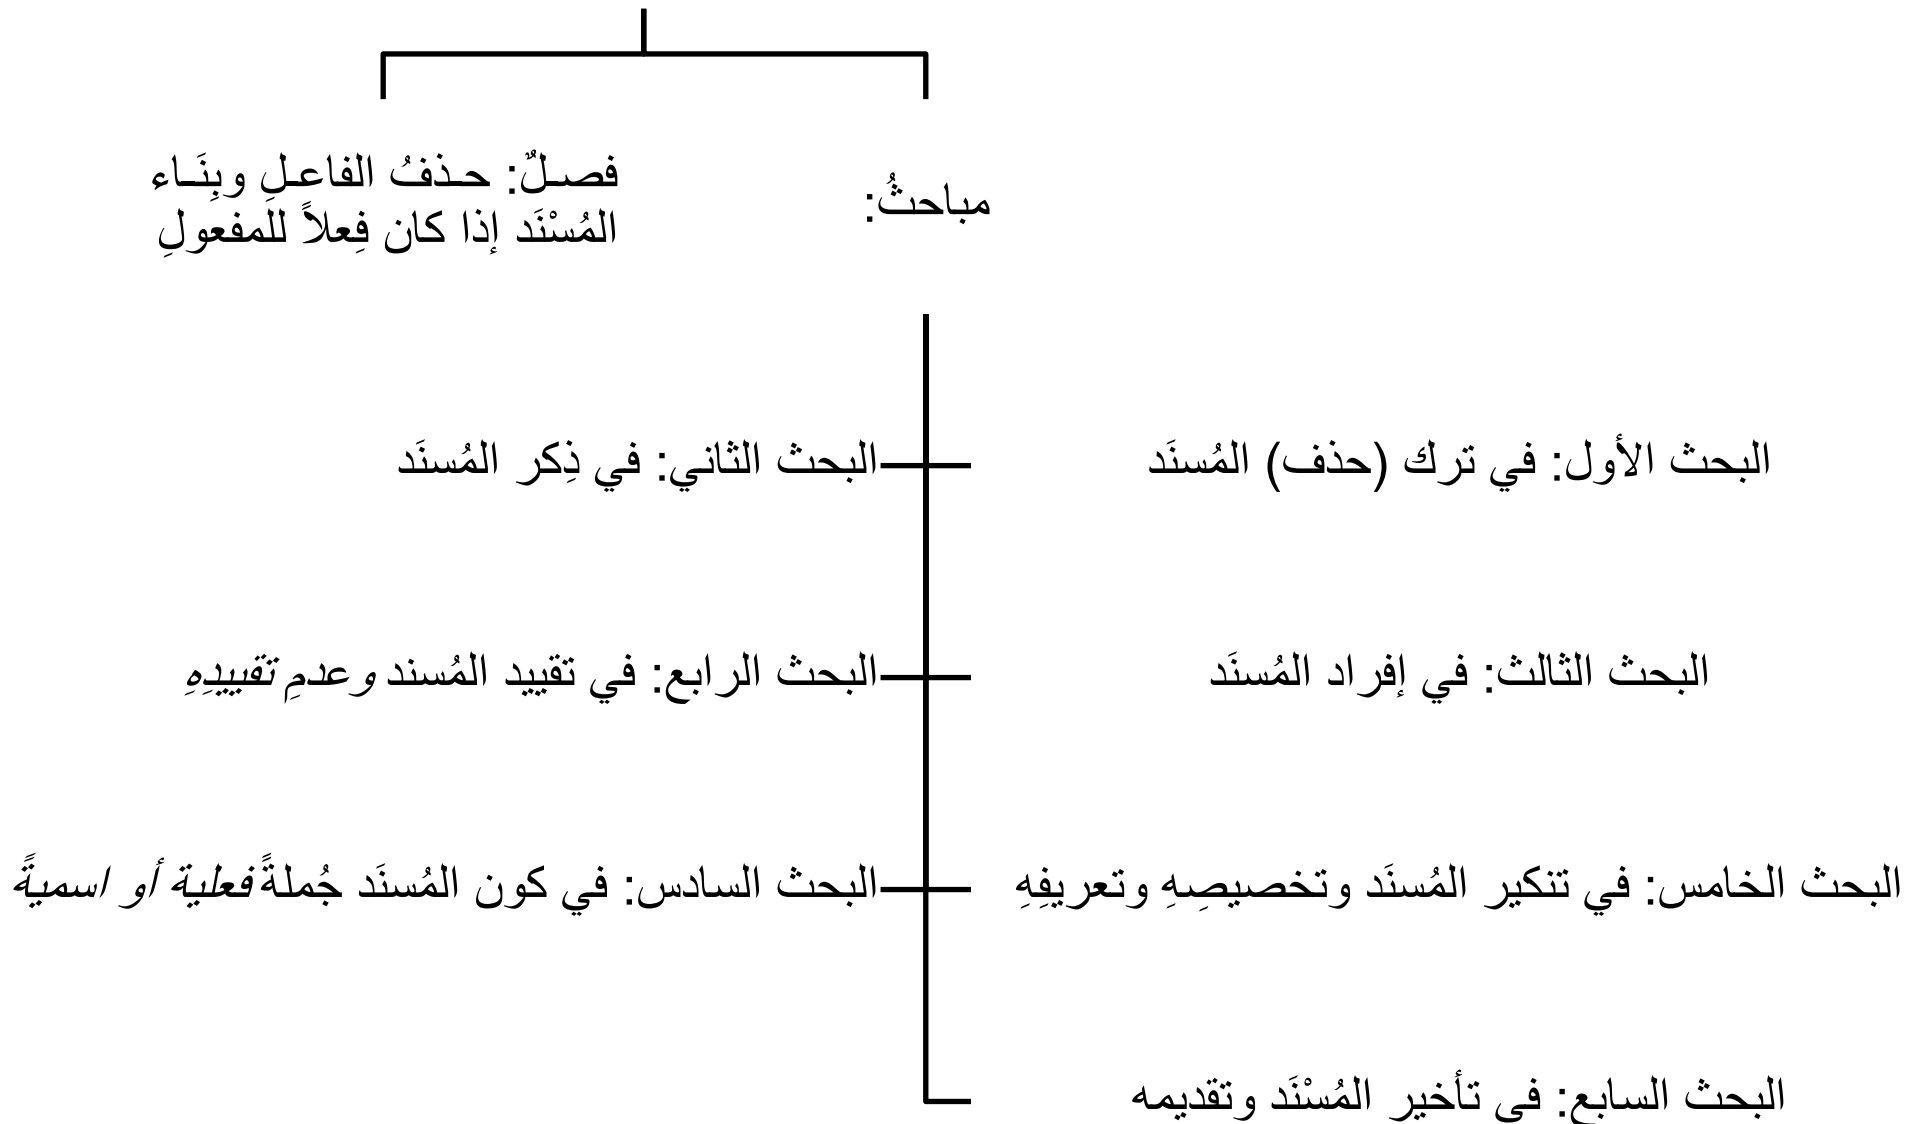 مباحثُ:
فصلٌ: حذفُ الفاعلِ وبِنَاء
المُسْنَد إذا كان فِعلاً للمفعولِ
البحث الأول: في ترك (حذف) المُسنَد
البحث الثاني: في ذِكر المُسنَد
البحث الثالث: في إفراد المُسنَد
البحث الرابع: في تقييد المُسند وعدمِ تقييدِهِ
البحث الخامس: في تنكير المُسنَد وتخصيصِهِ وتعريفِهِ
البحث السادس: في كون المُسنَد جُملةً فعلية أو اسميةً
البحث السابع: في تأخير المُسْنَد وتقديمه